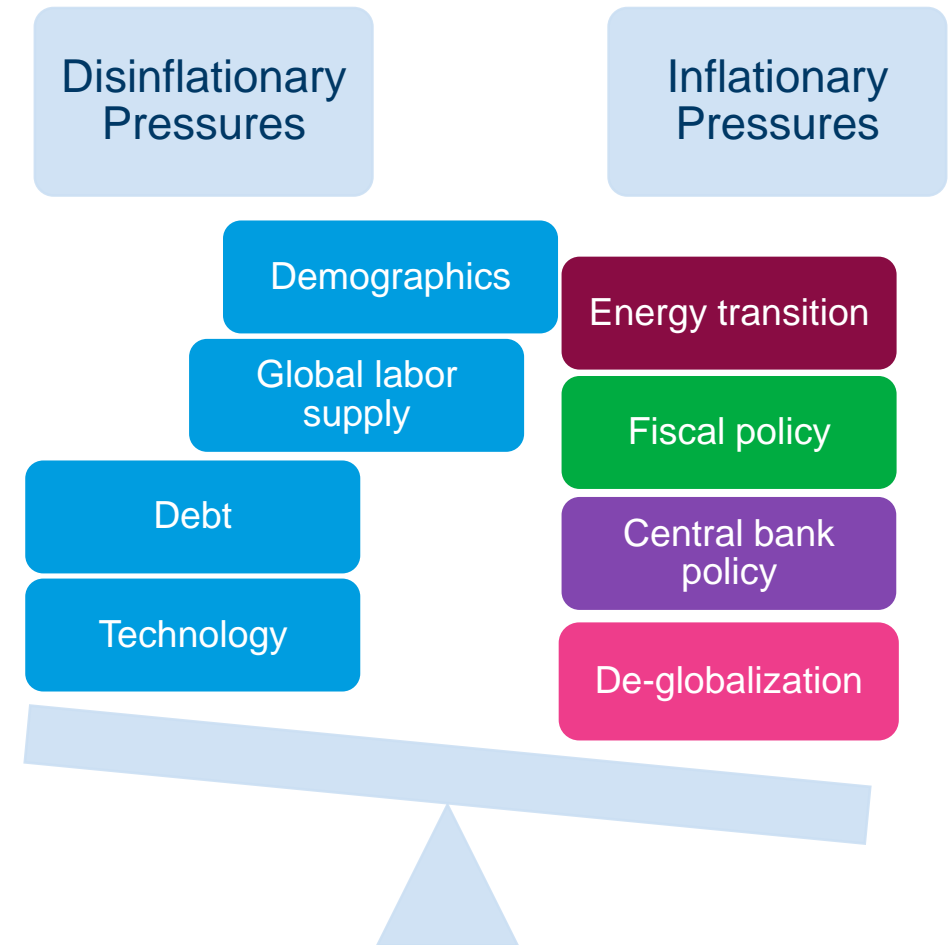 Disinflationary
Pressures
Inflationary
Pressures
Demographics
Energy transition
Global labor
supply
Fiscal policy
Debt
Central bank
policy
Technology
De-globalization